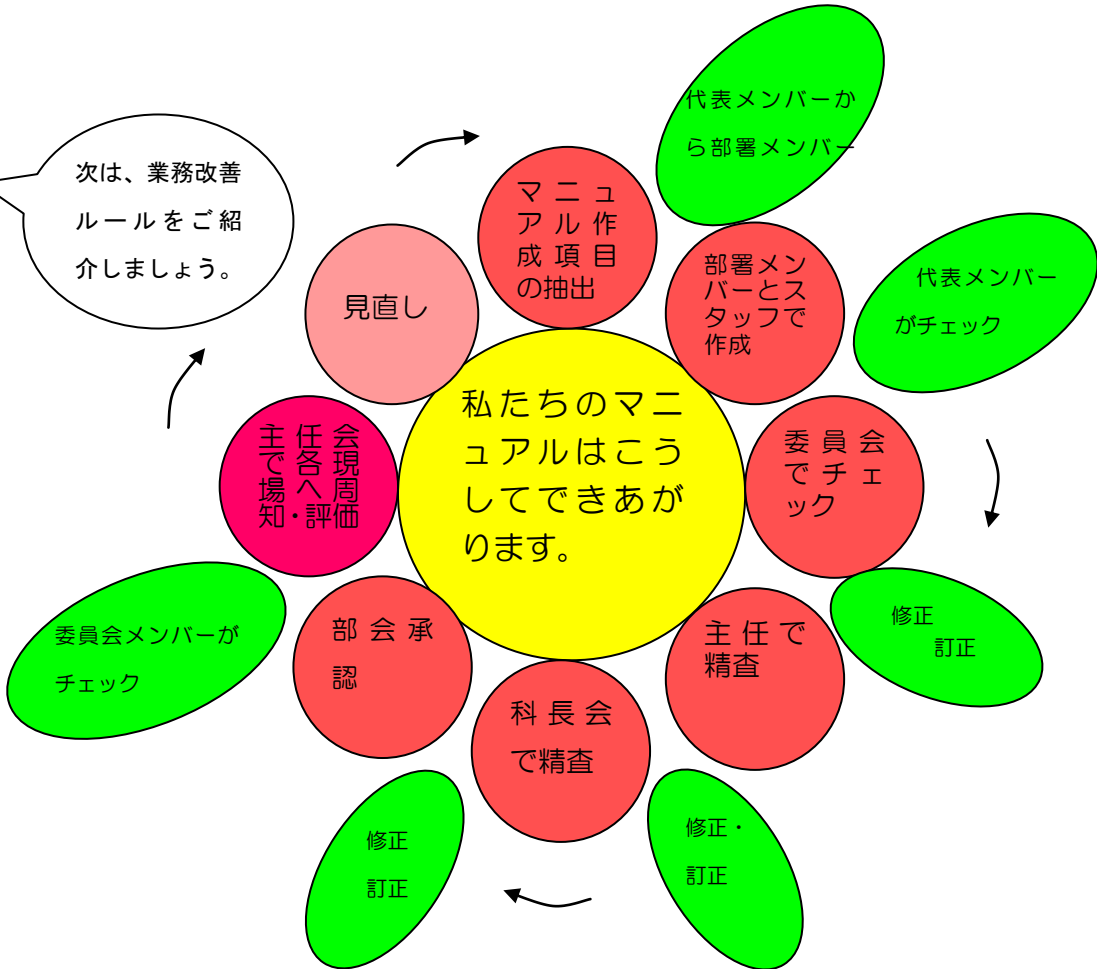 次は、業務改善
ルールをご紹
介しましょう。
マニュ
アル作
成項目
の抽出
代表メンバーか
ら部署メンバー
部署メン
バーとス
タッフで
作成
代表メンバー
がチェック
委員会
でチェ
ック
修正
訂正
主任で
精査
修正・
訂正
科長会
で精査
修正
訂正
部会承
認
委員会メンバーが
チェック
主任会
で各現
場へ周
知・評価
見直し
私たちのマニ
ュアルはこう
してできあが
ります。